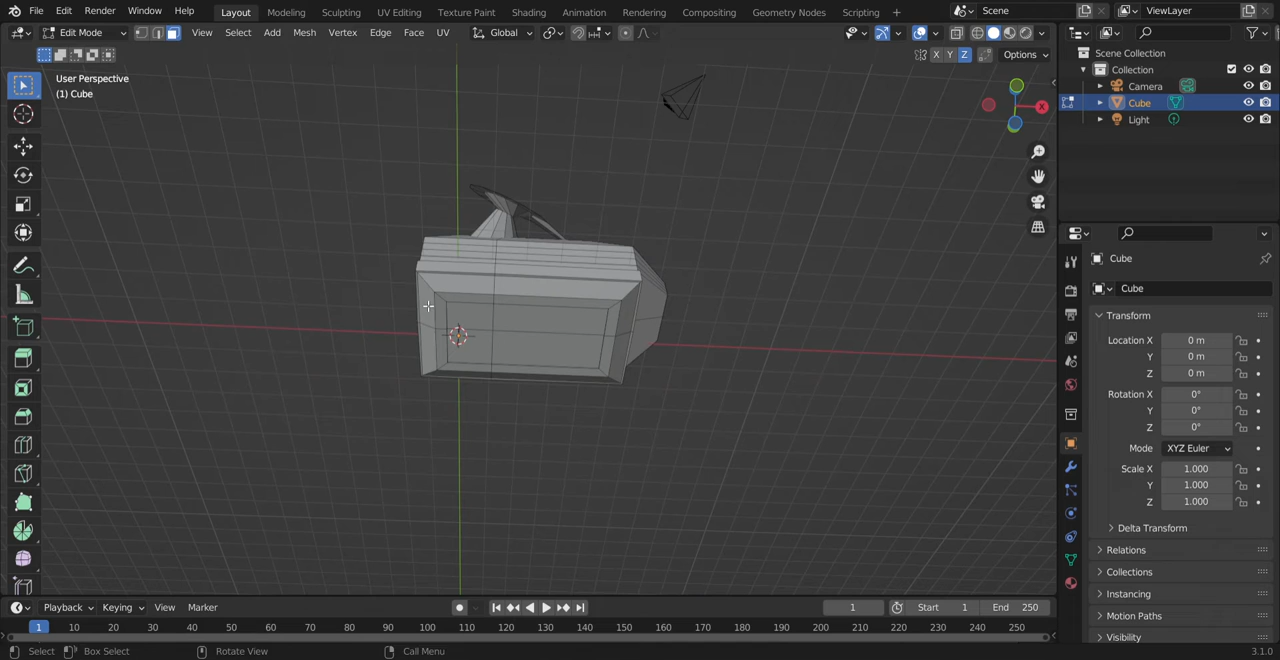 File Edit Render Window Help Layout Modeling Sculpting UV Editing Texture Paint Shading Animation Rendering Compositing Geometry Nodes Scripting + Scene ViewLayer
Edit Mode View Select Add Mesh Vertex Edge Face UV Global
X Y Z Options
User Perspective
(1) Cube
X
Scene Collection
Collection
Camera
Cube
Light
Cube
Cube
Transform
Location X 0 m
Y 0 m
Z 0 m
Rotation X 0°
Y 0°
Z 0°
Mode XYZ Euler
Scale X 1.000
Y 1.000
Z 1.000
Delta Transform
Relations
Collections
Instancing
Motion Paths
Visibility
Playback Keying View Marker 1 Start 1 End 250
1 10 20 30 40 50 60 70 80 90 100 110 120 130 140 150 160 170 180 190 200 210 220 230 240 250
Select Box Select Rotate View Call Menu 3.1.0